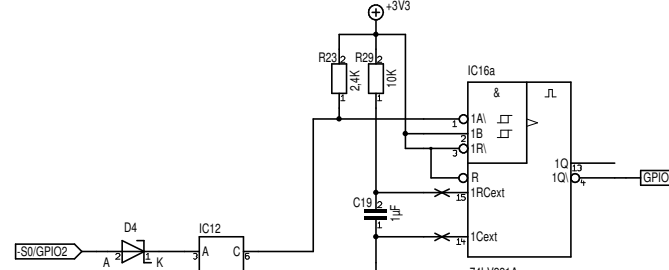 +3V3
R23 2 R29 2
2,4K 10K
1 1
IC16a
&
1 1A\
2 1B
3 1R\
1Q 13
R 1Q\ 4 GPIO
15 1RCext
C19 2
1µF
1
14 1Cext
D4 IC12
-S0/GPIO2 2 1 3 A C 6
A K